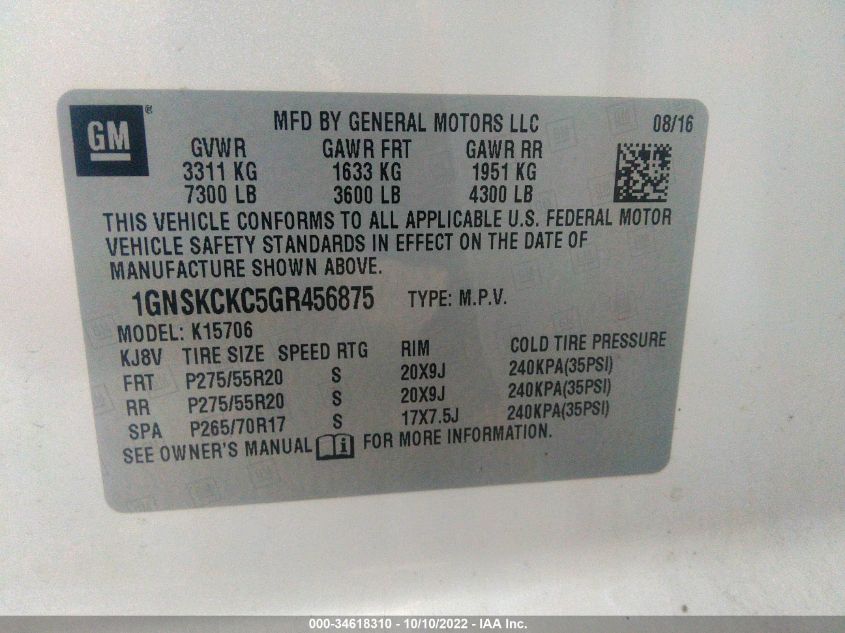 GM ®
MFD BY GENERAL MOTORS LLC 08/16
GVWR GAWR FRT GAWR RR
3311 KG 1633 KG 1951 KG
7300 LB 3600 LB 4300 LB
THIS VEHICLE CONFORMS TO ALL APPLICABLE U.S. FEDERAL MOTOR
VEHICLE SAFETY STANDARDS IN EFFECT ON THE DATE OF
MANUFACTURE SHOWN ABOVE.
1GNSKCKC5GR456875 TYPE: M.P.V.
MODEL: K15706
KJ8V TIRE SIZE SPEED RTG RIM COLD TIRE PRESSURE
FRT P275/55R20 S 20X9J 240KPA(35PSI)
RR P275/55R20 S 20X9J 240KPA(35PSI)
SPA P265/70R17 S 17X7.5J 240KPA(35PSI)
SEE OWNER'S MANUAL FOR MORE INFORMATION.
000-34618310 - 10/10/2022 - IAA Inc.